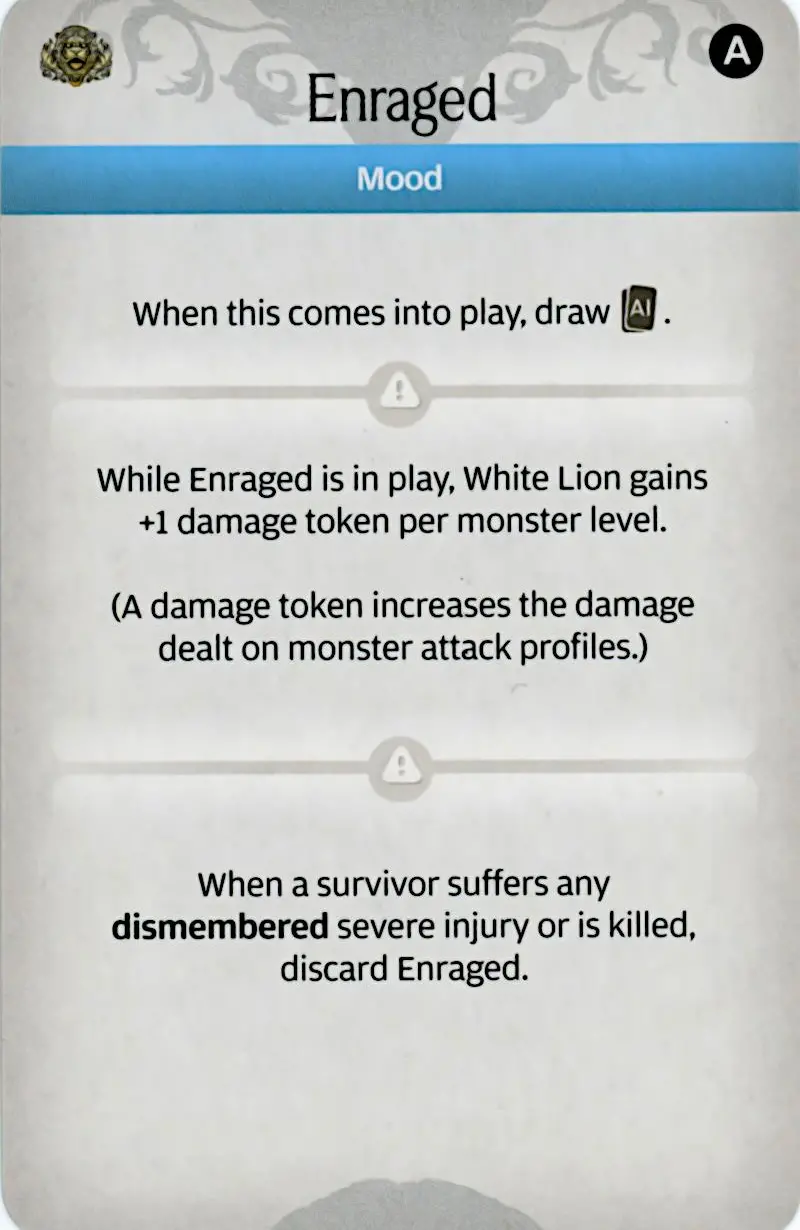 A
Enraged
Mood
When this comes into play, draw AI .
While Enraged is in play, White Lion gains
+1 damage token per monster level.
(A damage token increases the damage
dealt on monster attack profiles.)
When a survivor suffers any
dismembered severe injury or is killed,
discard Enraged.